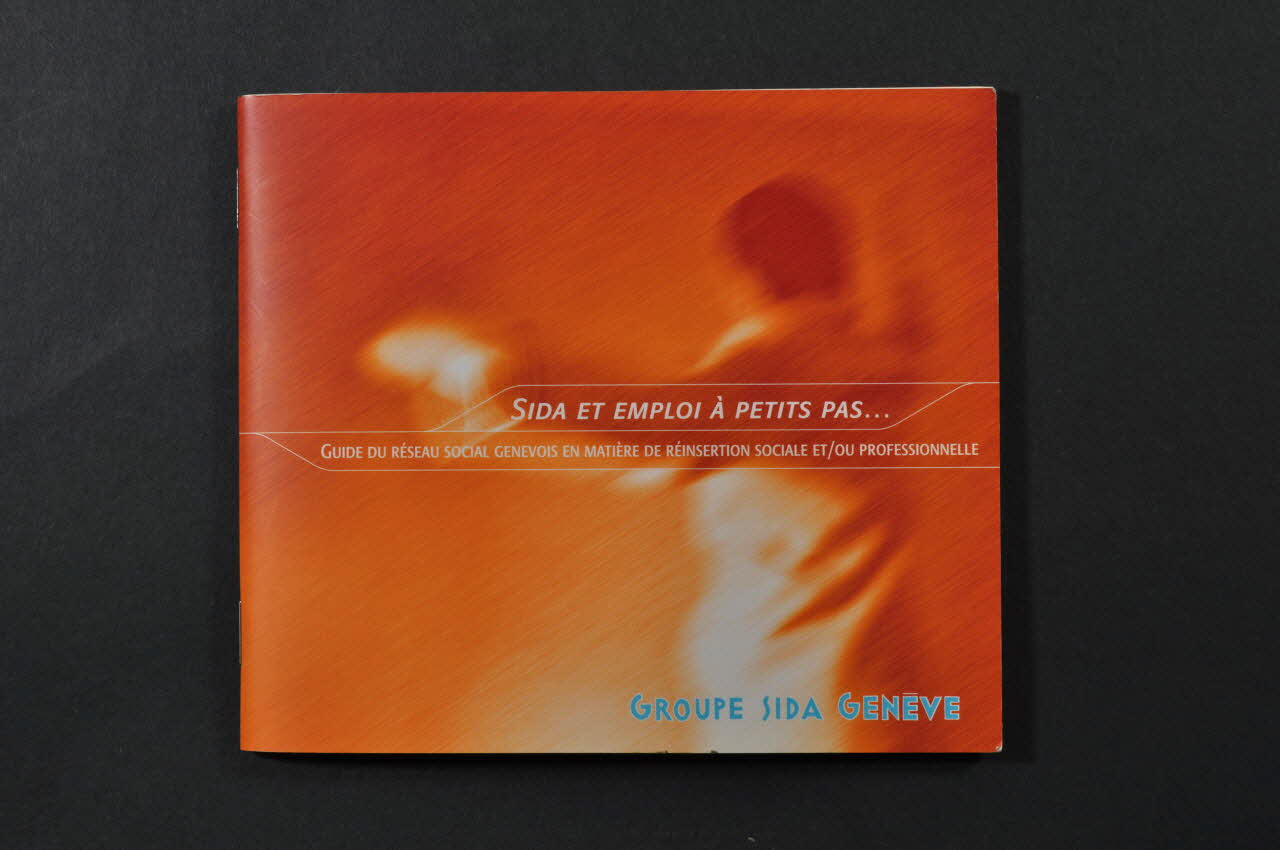 SIDA ET EMPLOI À PETITS PAS...
GUIDE DU RÉSEAU SOCIAL GENEVOIS EN MATIÈRE DE RÉINSERTION SOCIALE ET/OU PROFESSIONNELLE
GROUPE SIDA GENÈVE